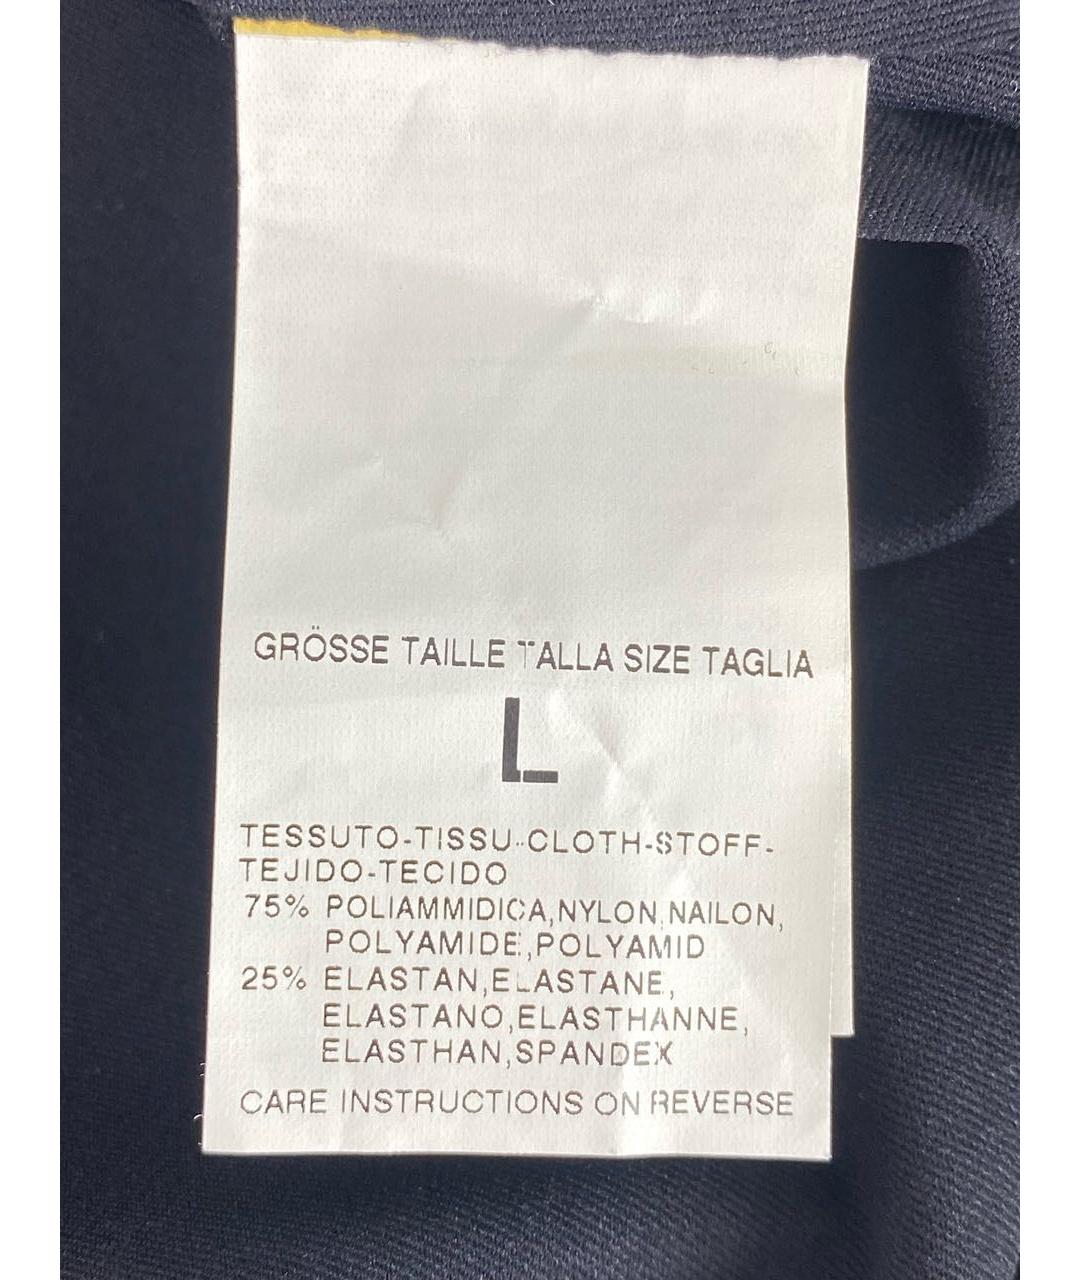 GRÖSSE TAILLE TALLA SIZE TAGLIA
L
TESSUTO-TISSU-CLOTH-STOFF-
TEJIDO-TECIDO
75% POLIAMMIDICA,NYLON,NAILON,
POLYAMIDE,POLYAMID
25% ELASTAN,ELASTANE,
ELASTANO,ELASTHANNE,
ELASTHAN,SPANDEX
CARE INSTRUCTIONS ON REVERSE